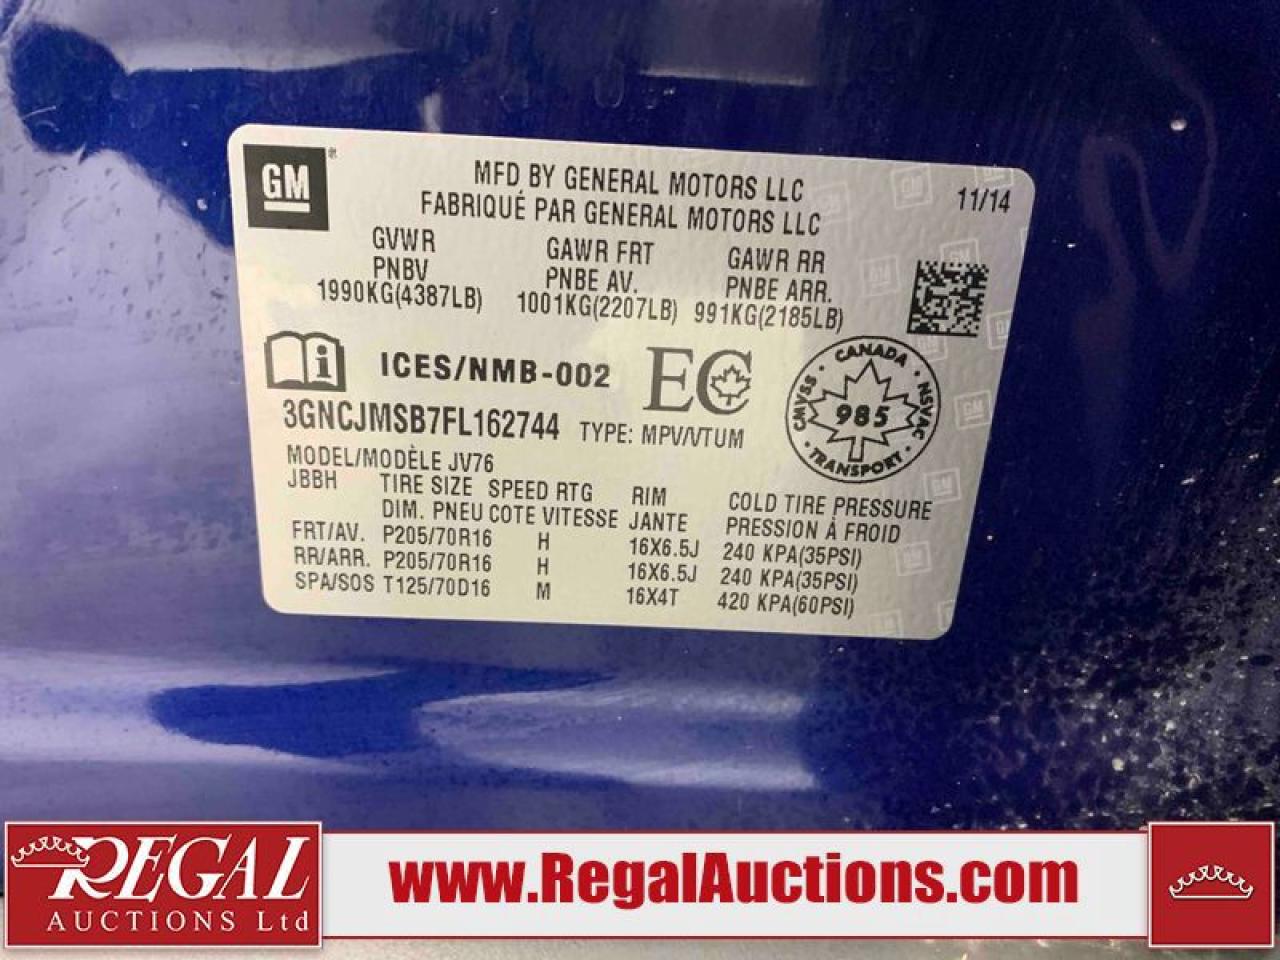 GM
MFD BY GENERAL MOTORS LLC
FABRIQUÉ PAR GENERAL MOTORS LLC
11/14
GVWR GAWR FRT GAWR RR
PNBV PNBE AV. PNBE ARR.
1990KG(4387LB) 1001KG(2207LB) 991KG(2185LB)
i ICES/NMB-002 EC
CANADA
CMVSS · NSVAC
985
TRANSPORT
3GNCJMSB7FL162744 TYPE: MPV/VTUM
MODEL/MODÈLE JV76
JBBH TIRE SIZE SPEED RTG RIM COLD TIRE PRESSURE
DIM. PNEU COTE VITESSE JANTE PRESSION À FROID
FRT/AV. P205/70R16 H 16X6.5J 240 KPA(35PSI)
RR/ARR. P205/70R16 H 16X6.5J 240 KPA(35PSI)
SPA/SOS T125/70D16 M 16X4T 420 KPA(60PSI)
REGAL
AUCTIONS Ltd
www.RegalAuctions.com